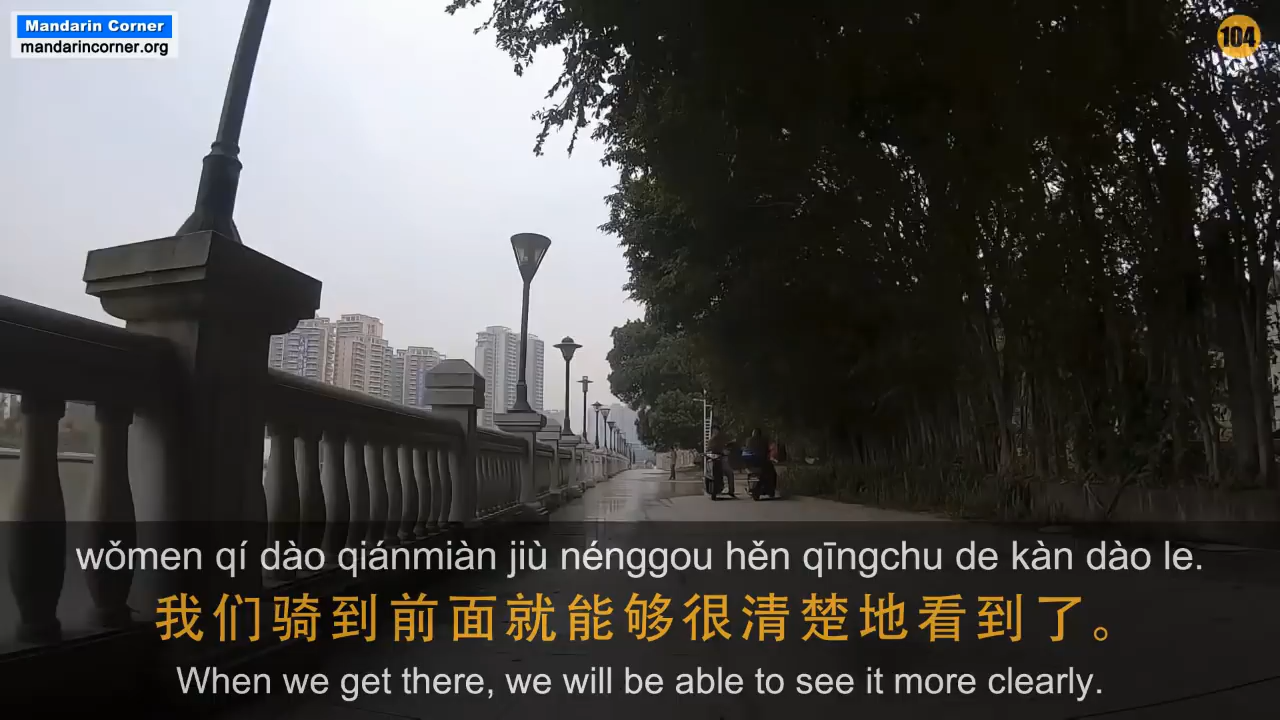 Mandarin Corner
mandarincorner.org
104
wǒmen qí dào qiánmiàn jiù nénggou hěn qīngchu de kàn dào le.
我们骑到前面就能够很清楚地看到了。
When we get there, we will be able to see it more clearly.